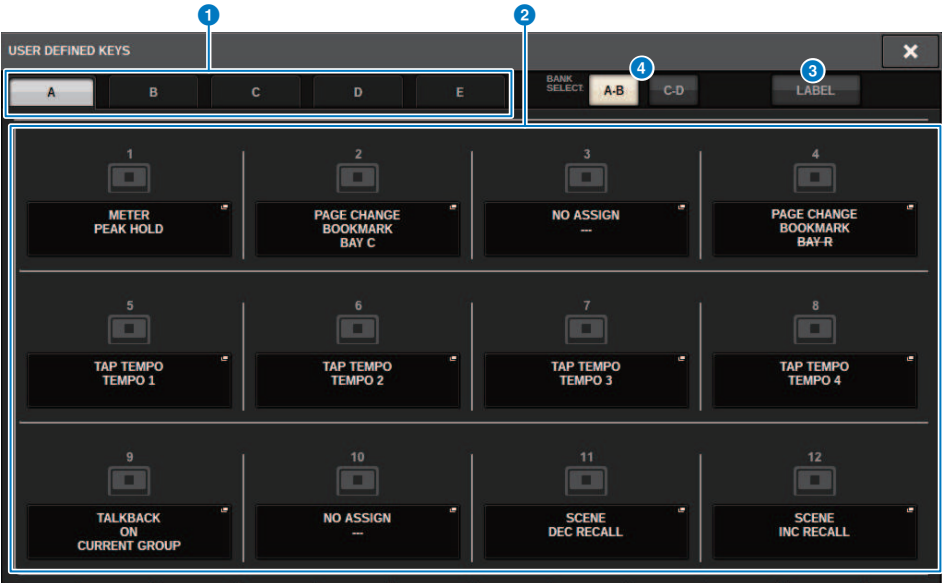 1
2
USER DEFINED KEYS
×
A
B
C
D
E
BANK
SELECT:
A-B
4
C-D
3
LABEL
1
2
3
4
METER
PEAK HOLD
PAGE CHANGE
BOOKMARK
BAY C
NO ASSIGN
---
PAGE CHANGE
BOOKMARK
BAY R
5
6
7
8
TAP TEMPO
TEMPO 1
TAP TEMPO
TEMPO 2
TAP TEMPO
TEMPO 3
TAP TEMPO
TEMPO 4
9
10
11
12
TALKBACK
ON
CURRENT GROUP
NO ASSIGN
---
SCENE
DEC RECALL
SCENE
INC RECALL